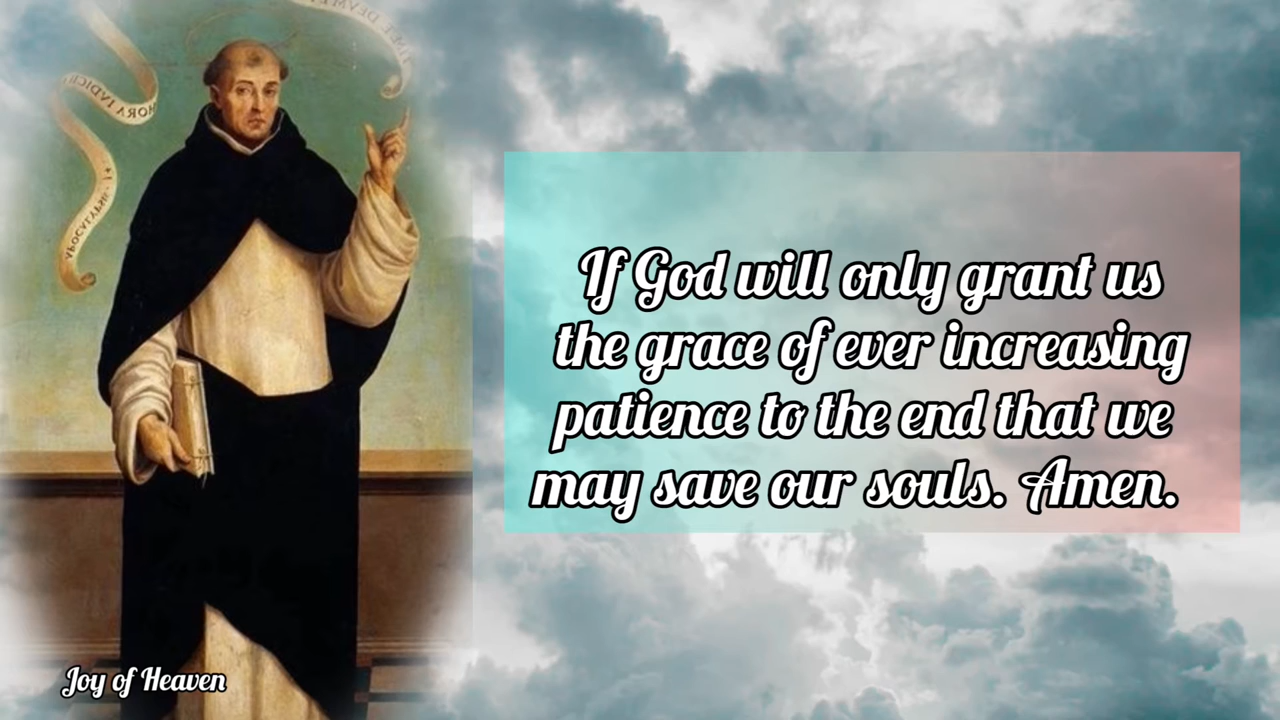 If God will only grant us
the grace of ever increasing
patience to the end that we
may save our souls. Amen.
Joy of Heaven